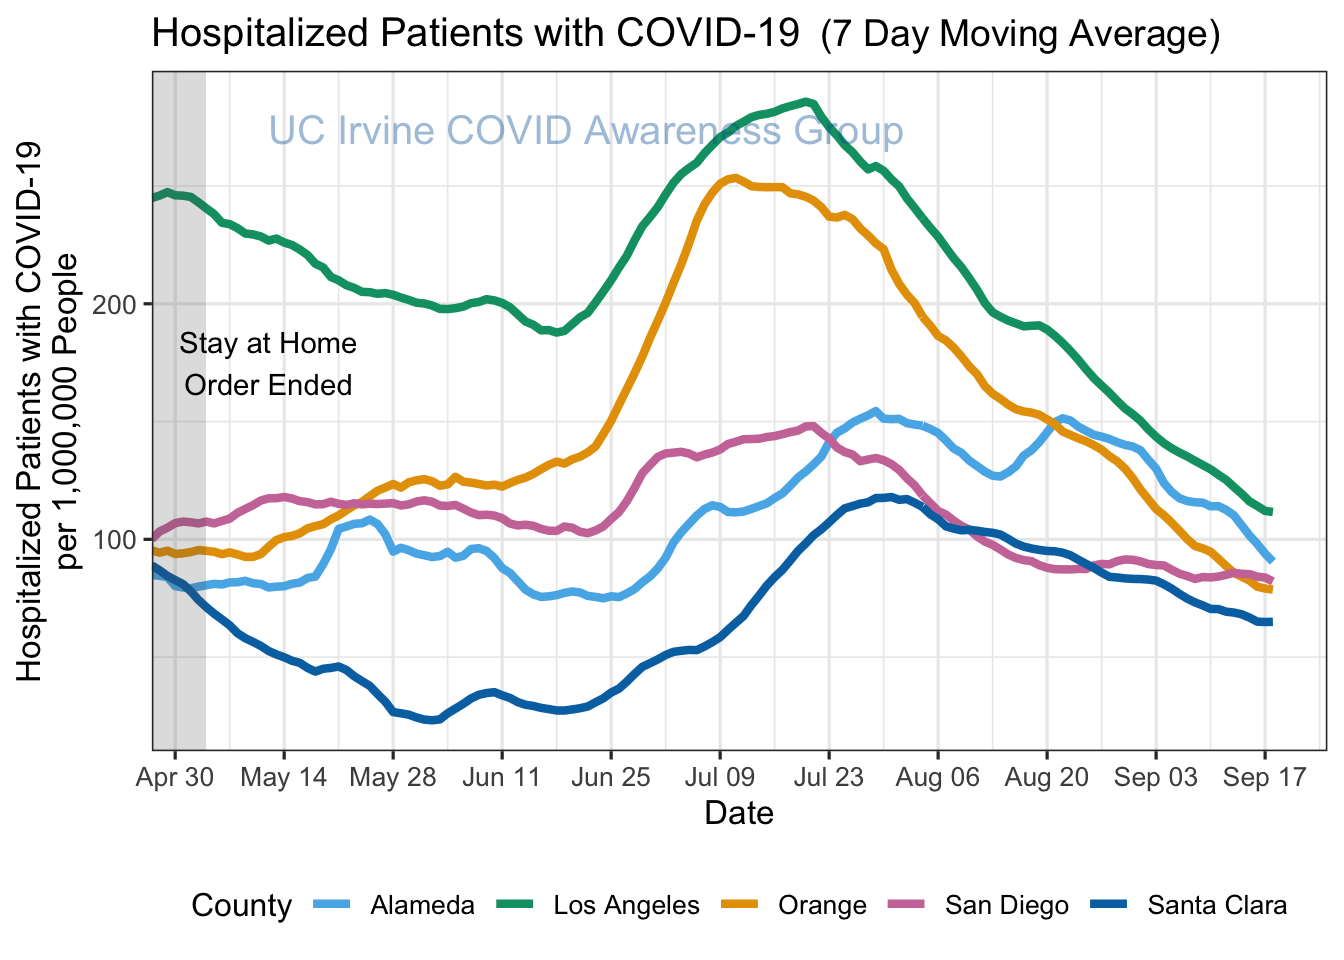 Hospitalized Patients with COVID-19 (7 Day Moving Average)
UC Irvine COVID Awareness Group
Hospitalized Patients with COVID-19
per 1,000,000 People
200
100
Stay at Home
Order Ended
Apr 30 May 14 May 28 Jun 11 Jun 25 Jul 09 Jul 23 Aug 06 Aug 20 Sep 03 Sep 17
Date
County Alameda Los Angeles Orange San Diego Santa Clara